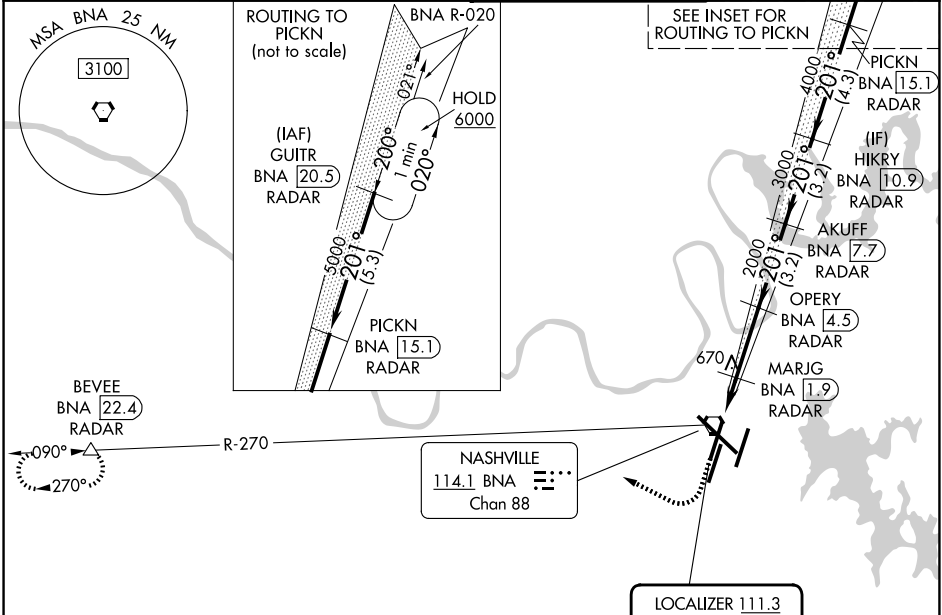 MSA BNA 25 NM
3100
ROUTING TO
PICKN
(not to scale)
BNA R-020
021°
HOLD
6000
(IAF)
GUITR
BNA 20.5
RADAR
200°
1 min
020°
5000
201°
(5.3)
PICKN
BNA 15.1
RADAR
SEE INSET FOR
ROUTING TO PICKN
PICKN
BNA 15.1
RADAR
4000
201°
(4.3)
(IF)
HIKRY
BNA 10.9
RADAR
3000
201°
(3.2)
AKUFF
BNA 7.7
RADAR
2000
201°
(3.2)
OPERY
BNA 4.5
RADAR
670
MARJG
BNA 1.9
RADAR
BEVEE
BNA 22.4
RADAR
090°
270°
R-270
NASHVILLE
114.1 BNA
Chan 88
LOCALIZER 111.3